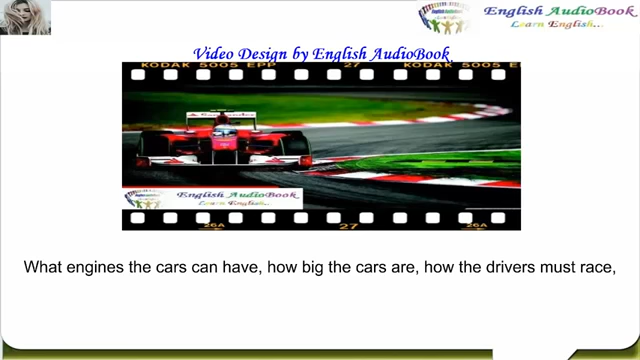 English AudioBook
Learn English...
Video Design by English AudioBook
KODAK 5005 EPP 27 KODAK 5005 E
Santander
English AudioBook
Learn English...
26A 27 26A
What engines the cars can have, how big the cars are, how the drivers must race,